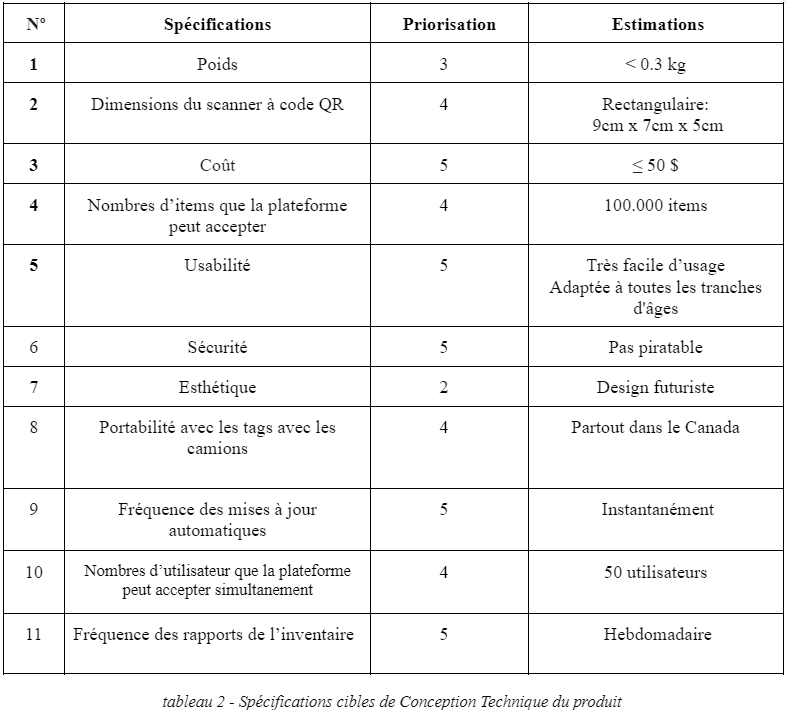 N° Spécifications Priorisation Estimations
1 Poids 3 < 0.3 kg
2 Dimensions du scanner à code QR 4 Rectangulaire:
9cm x 7cm x 5cm
3 Coût 5 ≤ 50 $
4 Nombres d’items que la plateforme 4 100.000 items
peut accepter
5 Usabilité 5 Très facile d’usage
Adaptée à toutes les tranches
d'âges
6 Sécurité 5 Pas piratable
7 Esthétique 2 Design futuriste
8 Portabilité avec les tags avec les 4 Partout dans le Canada
camions
9 Fréquence des mises à jour 5 Instantanément
automatiques
10 Nombres d’utilisateur que la plateforme 4 50 utilisateurs
peut accepter simultanement
11 Fréquence des rapports de l’inventaire 5 Hebdomadaire
tableau 2 - Spécifications cibles de Conception Technique du produit